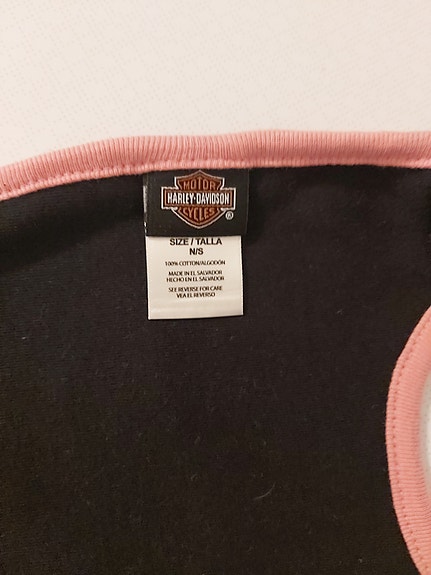 MOTOR
HARLEY-DAVIDSON
CYCLES
®
SIZE / TALLA
N/S
100% COTTON/ALGODÓN
MADE IN EL SALVADOR
HECHO EN EL SALVADOR
SEE REVERSE FOR CARE
VEA EL REVERSO